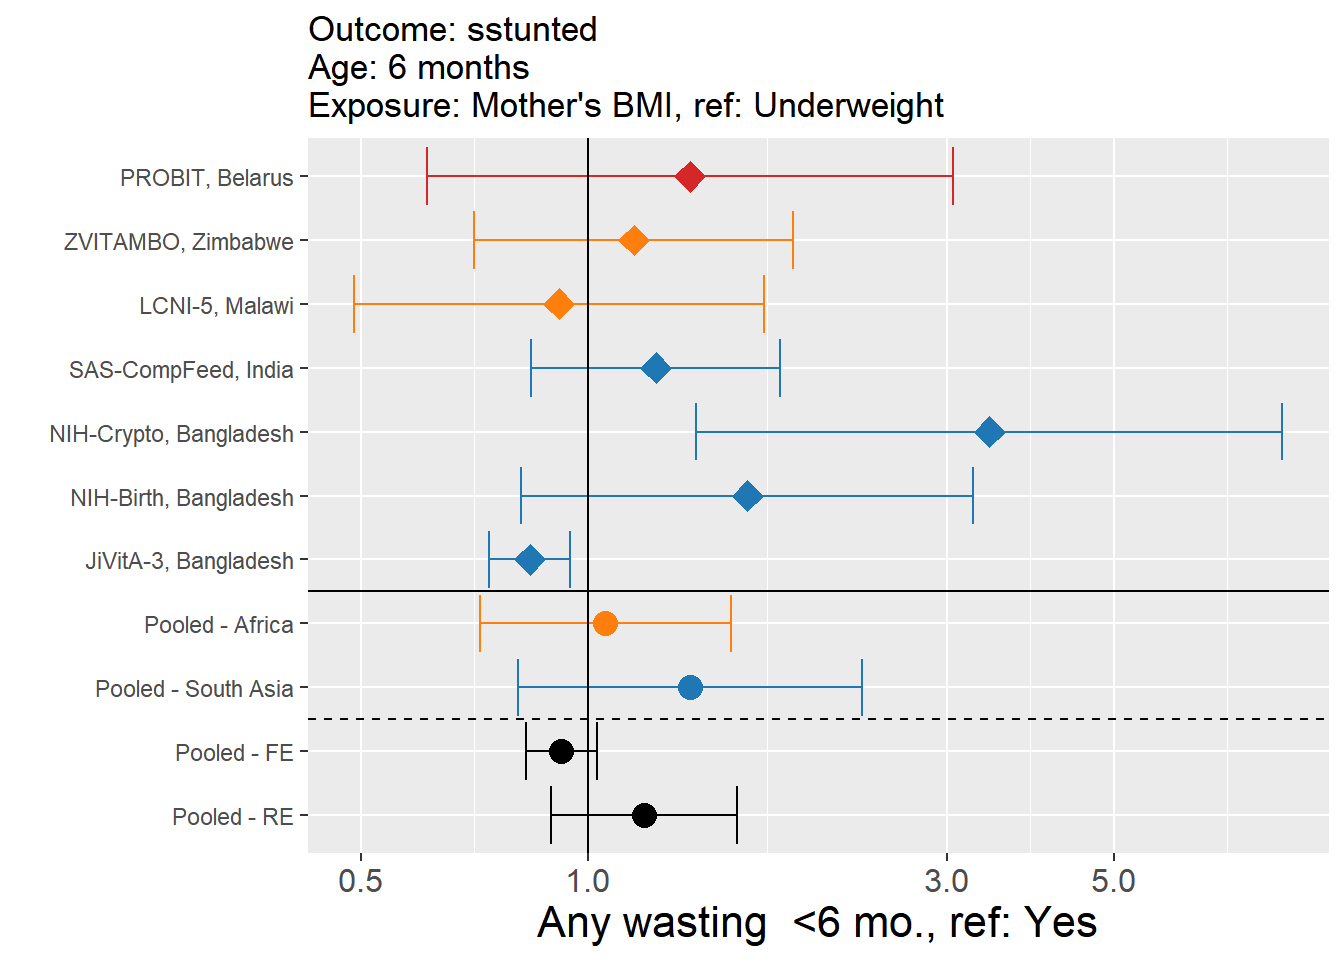 Outcome: sstunted
Age: 6 months
Exposure: Mother's BMI, ref: Underweight
PROBIT, Belarus
ZVITAMBO, Zimbabwe
LCNI-5, Malawi
SAS-CompFeed, India
NIH-Crypto, Bangladesh
NIH-Birth, Bangladesh
JiVitA-3, Bangladesh
Pooled - Africa
Pooled - South Asia
Pooled - FE
Pooled - RE
0.5 1.0 3.0 5.0
Any wasting  <6 mo., ref: Yes